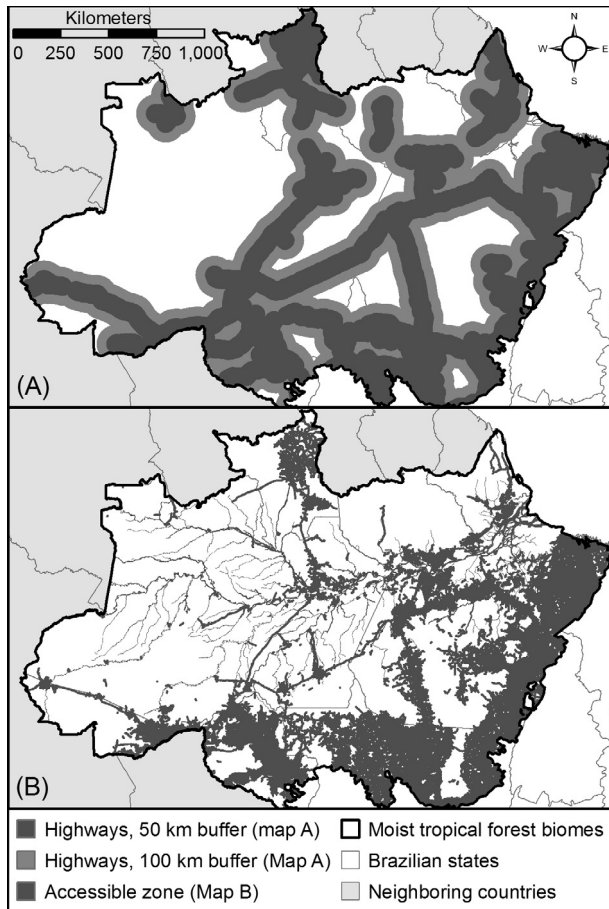 Kilometers
0 250 500 750 1,000
N
W E
S
(A)
(B)
Highways, 50 km buffer (map A)
Moist tropical forest biomes
Highways, 100 km buffer (Map A)
Brazilian states
Accessible zone (Map B)
Neighboring countries